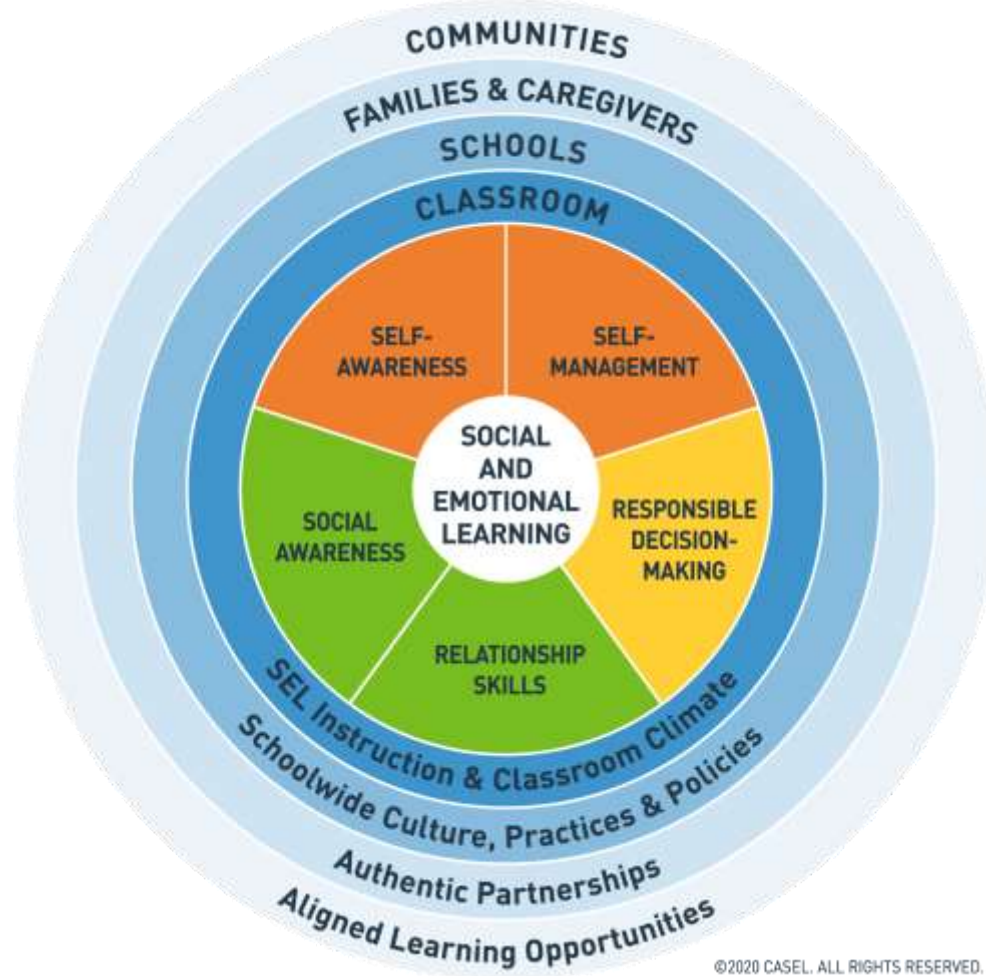 COMMUNITIES
FAMILIES & CAREGIVERS
SCHOOLS
CLASSROOM
SELF-
AWARENESS
SELF-
MANAGEMENT
SOCIAL
AND
EMOTIONAL
LEARNING
SOCIAL
AWARENESS
RESPONSIBLE
DECISION-
MAKING
RELATIONSHIP
SKILLS
SEL Instruction & Classroom Climate
Schoolwide Culture, Practices & Policies
Authentic Partnerships
Aligned Learning Opportunities
©2020 CASEL. ALL RIGHTS RESERVED.